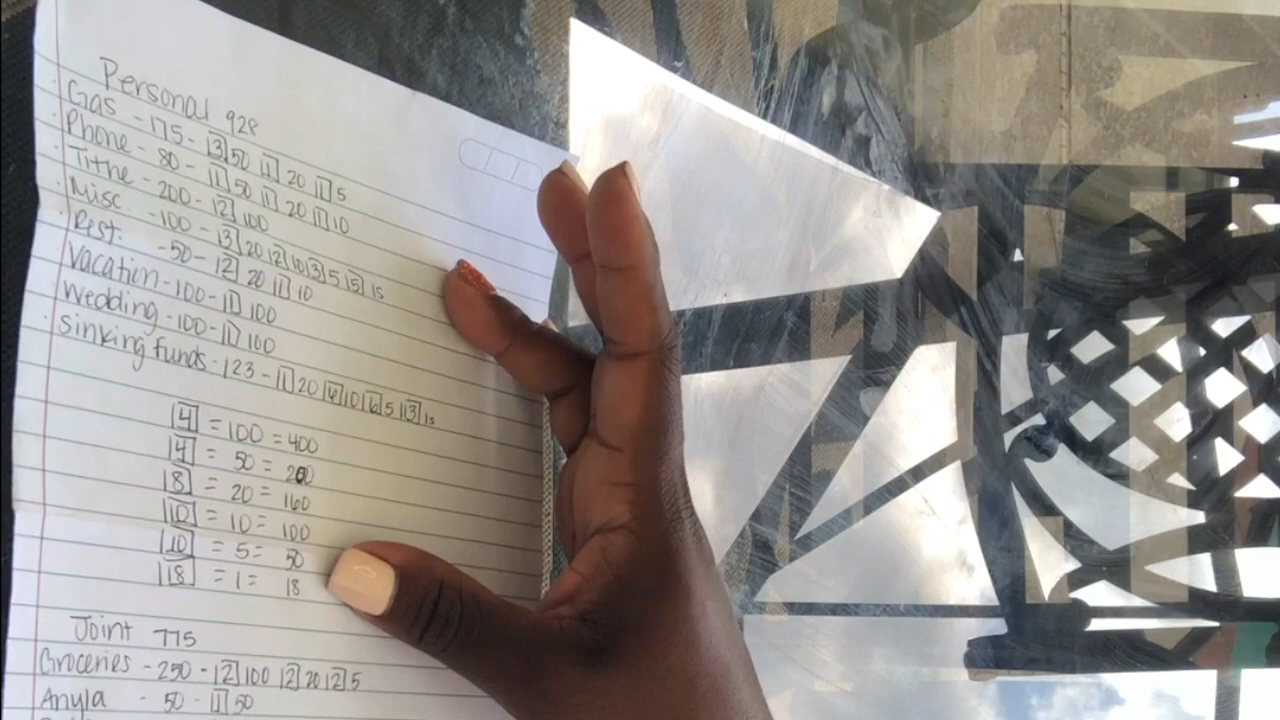 Personal 928
Gas - 175 - |3|50 |1| 20 |1| 5
Phone - 80 - |1| 50 |1| 20 |1| 10
Tithe - 200 - |2| 100
Misc. - 100 - |3| 20 |2| 10 |3| 5 |5| 1s
Rest. - 50 - |2| 20 |1| 10
Vacation - 100 - |1| 100
Wedding - 100 - |1| 100
Sinking funds - 123 - |1| 20 |4| 10 |6| 5 |13| 1s
|4| = 100 = 400
|4| = 50 = 200
|8| = 20 = 160
|10| = 10 = 100
|10| = 5 = 50
|18| = 1 = 18
Joint 775
Groceries - 250 - |2| 100 |2| 20 |2| 5
Anyla - 50 - |1| 50